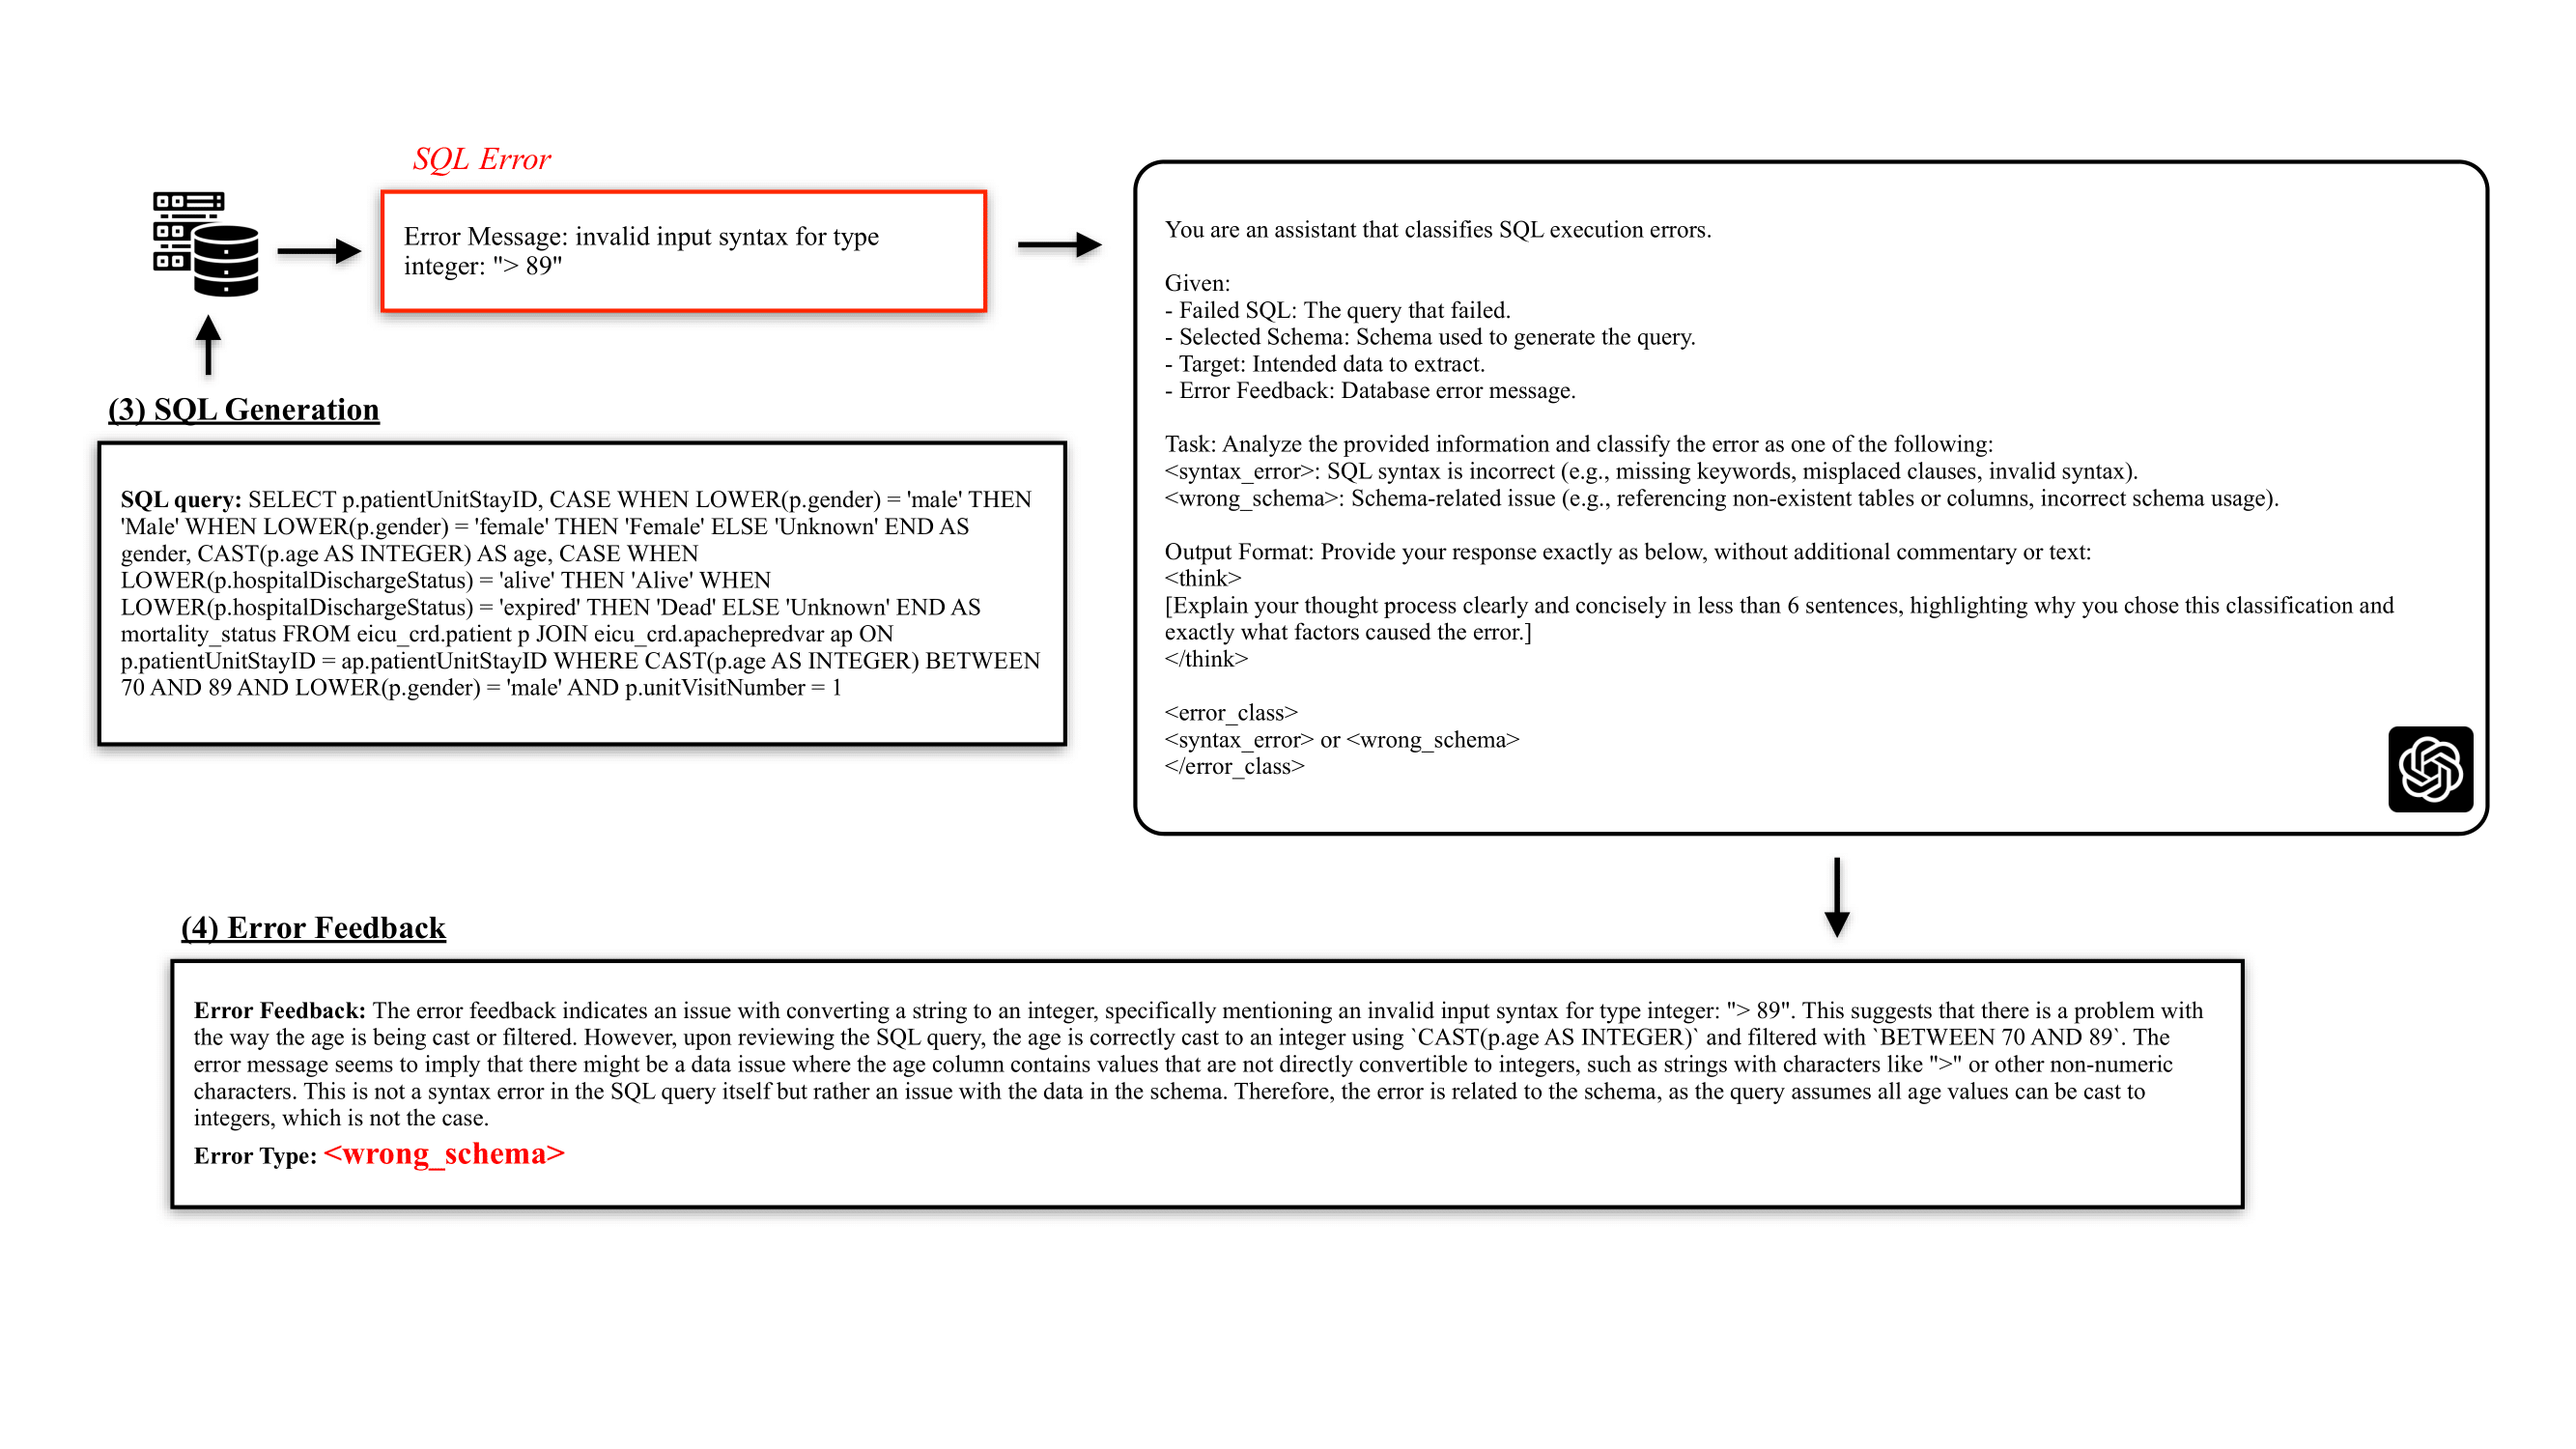 SQL Error
Error Message: invalid input syntax for type
integer: "> 89"
(3) SQL Generation
SQL query: SELECT p.patientUnitStayID, CASE WHEN LOWER(p.gender) = 'male' THEN
'Male' WHEN LOWER(p.gender) = 'female' THEN 'Female' ELSE 'Unknown' END AS
gender, CAST(p.age AS INTEGER) AS age, CASE WHEN
LOWER(p.hospitalDischargeStatus) = 'alive' THEN 'Alive' WHEN
LOWER(p.hospitalDischargeStatus) = 'expired' THEN 'Dead' ELSE 'Unknown' END AS
mortality_status FROM eicu_crd.patient p JOIN eicu_crd.apachepredvar ap ON
p.patientUnitStayID = ap.patientUnitStayID WHERE CAST(p.age AS INTEGER) BETWEEN
70 AND 89 AND LOWER(p.gender) = 'male' AND p.unitVisitNumber = 1
You are an assistant that classifies SQL execution errors.
Given:
- Failed SQL: The query that failed.
- Selected Schema: Schema used to generate the query.
- Target: Intended data to extract.
- Error Feedback: Database error message.
Task: Analyze the provided information and classify the error as one of the following:
<syntax_error>: SQL syntax is incorrect (e.g., missing keywords, misplaced clauses, invalid syntax).
<wrong_schema>: Schema-related issue (e.g., referencing non-existent tables or columns, incorrect schema usage).
Output Format: Provide your response exactly as below, without additional commentary or text:
<think>
[Explain your thought process clearly and concisely in less than 6 sentences, highlighting why you chose this classification and
exactly what factors caused the error.]
</think>
<error_class>
<syntax_error> or <wrong_schema>
</error_class>
(4) Error Feedback
Error Feedback: The error feedback indicates an issue with converting a string to an integer, specifically mentioning an invalid input syntax for type integer: "> 89". This suggests that there is a problem with
the way the age is being cast or filtered. However, upon reviewing the SQL query, the age is correctly cast to an integer using `CAST(p.age AS INTEGER)` and filtered with `BETWEEN 70 AND 89`. The
error message seems to imply that there might be a data issue where the age column contains values that are not directly convertible to integers, such as strings with characters like ">" or other non-numeric
characters. This is not a syntax error in the SQL query itself but rather an issue with the data in the schema. Therefore, the error is related to the schema, as the query assumes all age values can be cast to
integers, which is not the case.
Error Type: <wrong_schema>